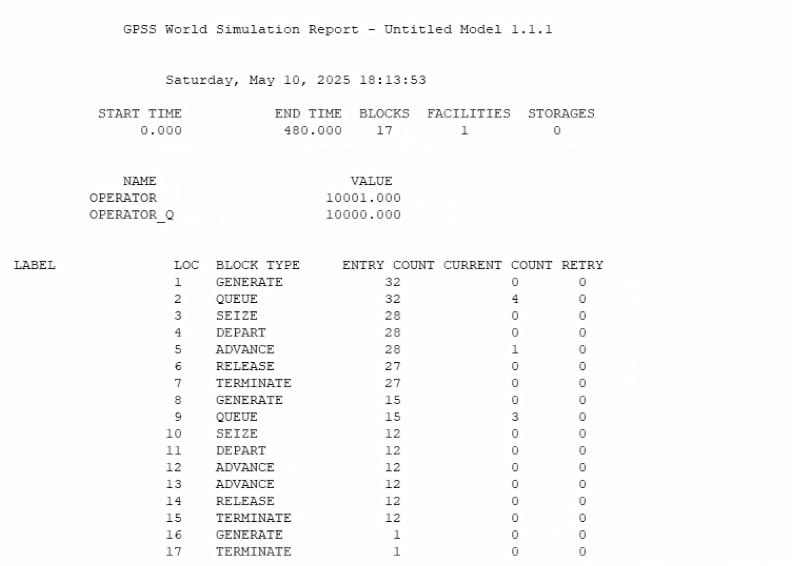 GPSS World Simulation Report - Untitled Model 1.1.1
Saturday, May 10, 2025 18:13:53
START TIME END TIME BLOCKS FACILITIES STORAGES
0.000 480.000 17 1 0
NAME VALUE
OPERATOR 10001.000
OPERATOR_Q 10000.000
LABEL LOC BLOCK TYPE ENTRY COUNT CURRENT COUNT RETRY
1 GENERATE 32 0 0
2 QUEUE 32 4 0
3 SEIZE 28 0 0
4 DEPART 28 0 0
5 ADVANCE 28 1 0
6 RELEASE 27 0 0
7 TERMINATE 27 0 0
8 GENERATE 15 0 0
9 QUEUE 15 3 0
10 SEIZE 12 0 0
11 DEPART 12 0 0
12 ADVANCE 12 0 0
13 ADVANCE 12 0 0
14 RELEASE 12 0 0
15 TERMINATE 12 0 0
16 GENERATE 1 0 0
17 TERMINATE 1 0 0